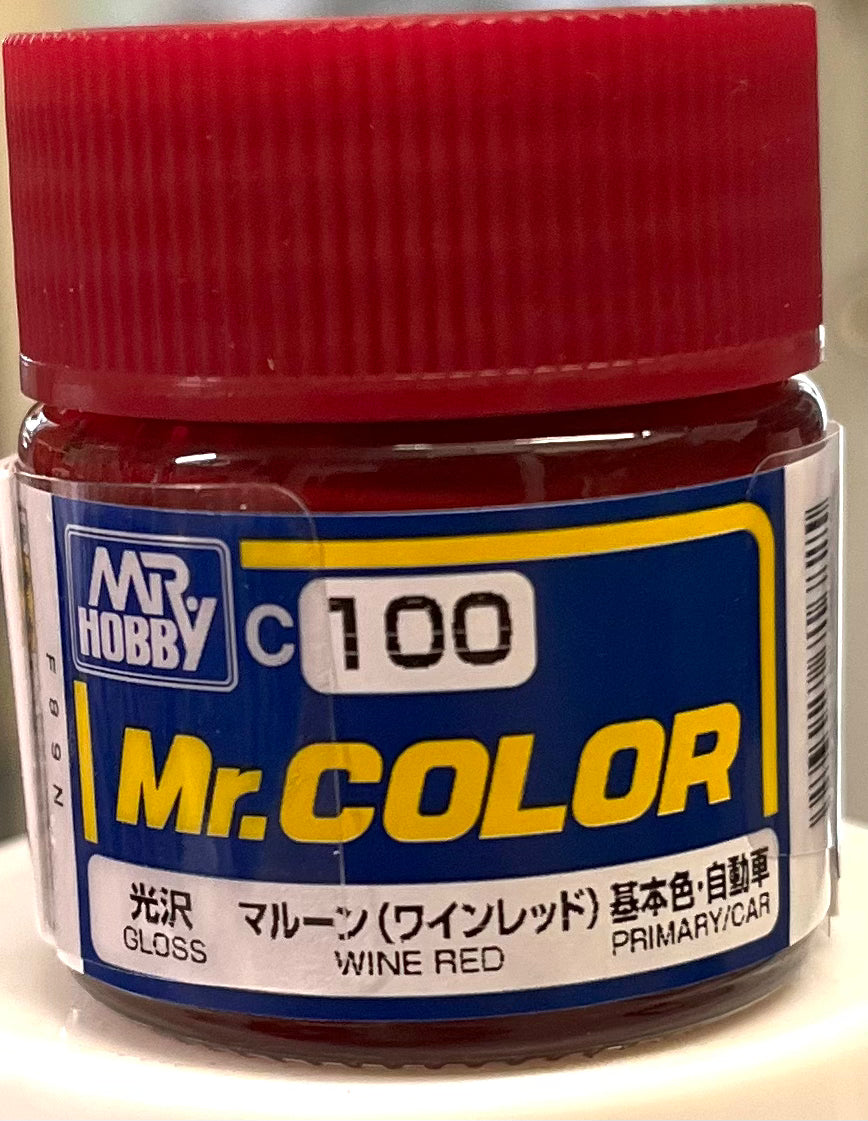 MR.
HOBBY
C 100
Mr.COLOR
光沢
GLOSS
マルーン(ワインレッド)
WINE RED
基本色・自動車
PRIMARY/CAR
F89N